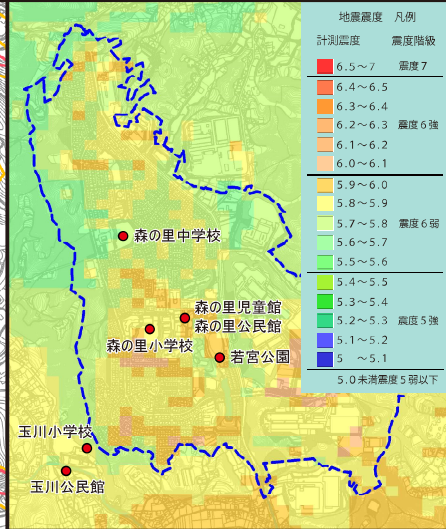 地震震度 凡例
計測震度 震度階級
6.5～7 震度7
6.4～6.5
6.3～6.4
6.2～6.3 震度6強
6.1～6.2
6.0～6.1
5.9～6.0
5.8～5.9
5.7～5.8 震度6弱
5.6～5.7
5.5～5.6
5.4～5.5
5.3～5.4
5.2～5.3 震度5強
5.1～5.2
5 ～5.1
5.0未満震度5弱以下
森の里中学校
森の里児童館
森の里公民館
森の里小学校
若宮公園
玉川小学校
玉川公民館